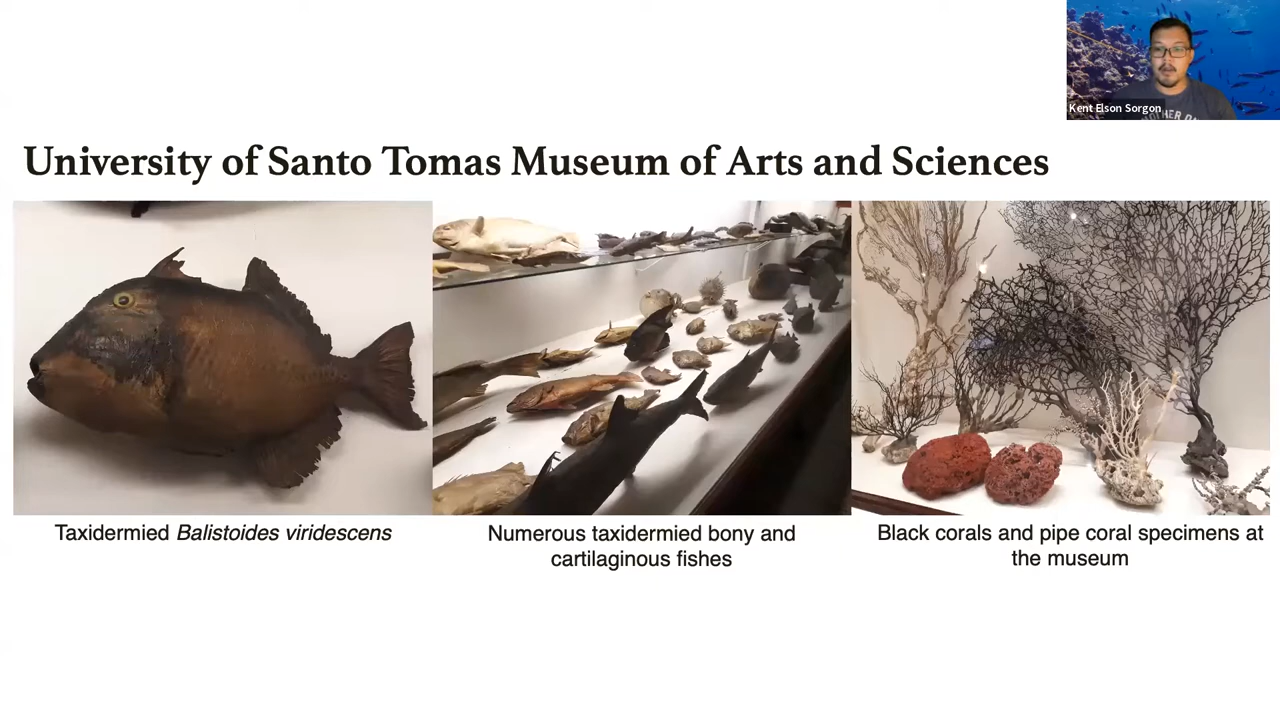 Kent Elson Sorgon
University of Santo Tomas Museum of Arts and Sciences
Taxidermied Balistoides viridescens
Numerous taxidermied bony and
cartilaginous fishes
Black corals and pipe coral specimens at
the museum